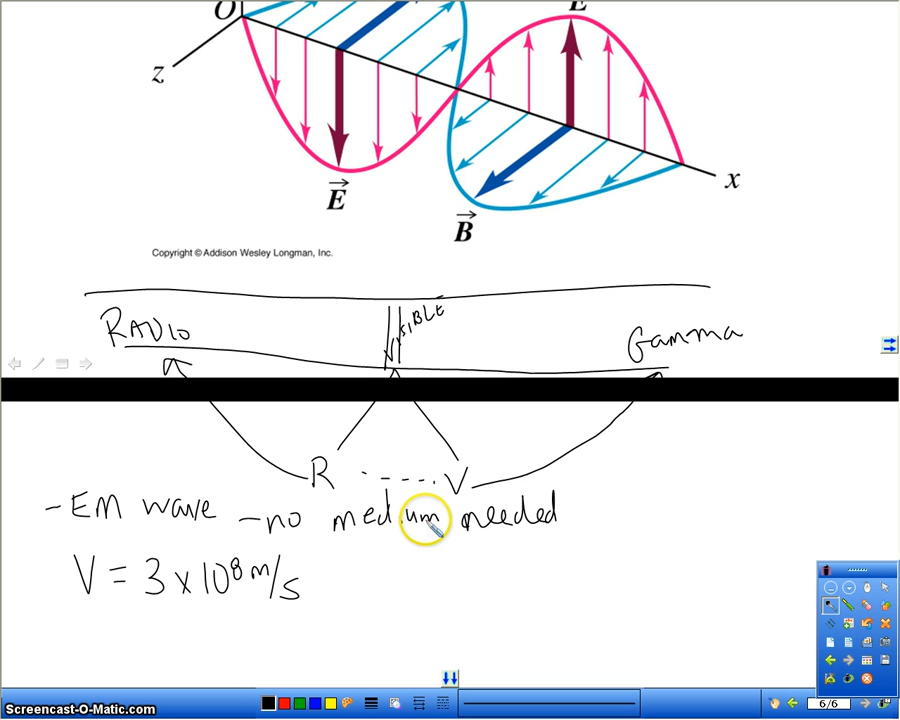 O
E
z
E
x
B
Copyright © Addison Wesley Longman, Inc.
RADIO
VISIBLE
Gamma
R - - - - . V
- EM wave - no medium needed
V = 3 x 10⁸ m/s
6/6
Screencast-O-Matic.com